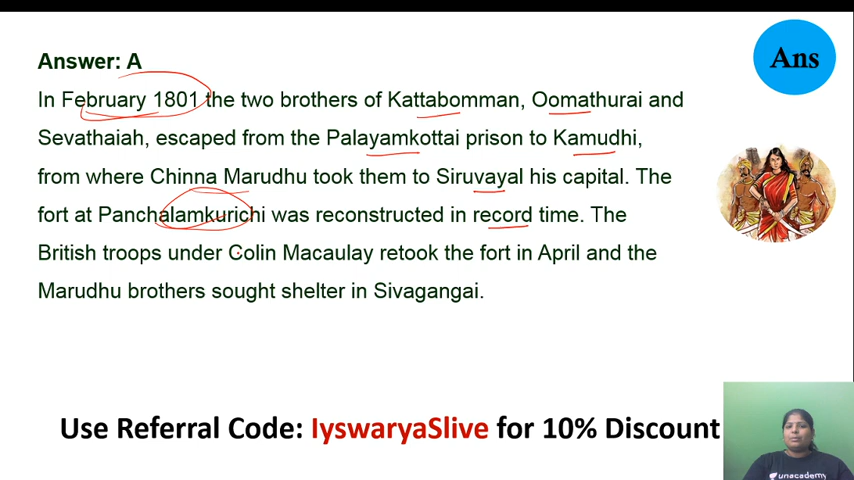 Answer: A
Ans
In February 1801 the two brothers of Kattabomman, Oomathurai and
Sevathaiah, escaped from the Palayamkottai prison to Kamudhi,
from where Chinna Marudhu took them to Siruvayal his capital. The
fort at Panchalamkurichi was reconstructed in record time. The
British troops under Colin Macaulay retook the fort in April and the
Marudhu brothers sought shelter in Sivagangai.
Use Referral Code: IyswaryaSlive for 10% Discount
unacademy